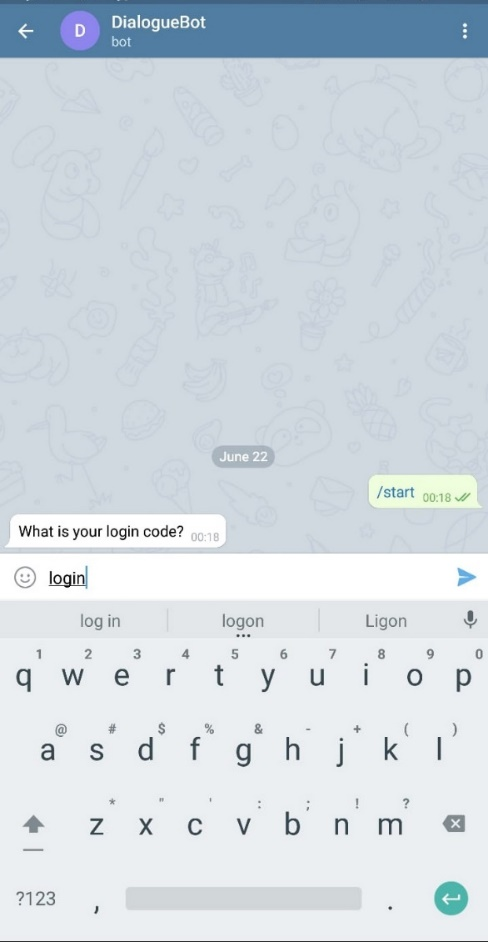 D
DialogueBot
bot
June 22
/start 00:18
What is your login code? 00:18
login
log in logon Ligon
1 2 3 4 5 6 7 8 9 0
q w e r t y u i o p
@ # $ % & - + ( )
a s d f g h j k l
* " ' : ; ! ?
z x c v b n m
?123 , .